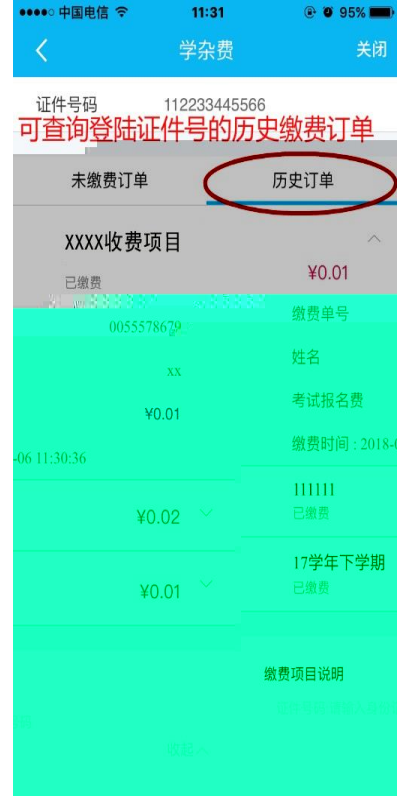 中国电信 11:31 95%
学杂费 关闭
证件号码 112233445566
可查询登陆证件号的历史缴费订单
未缴费订单 历史订单
XXXX收费项目
¥0.01
已缴费
缴费单号
0055578679
姓名
xx
考试报名费
¥0.01
缴费时间 : 2018-0
-06 11:30:36
111111
¥0.02
已缴费
17学年下学期
¥0.01
已缴费
缴费项目说明
收起